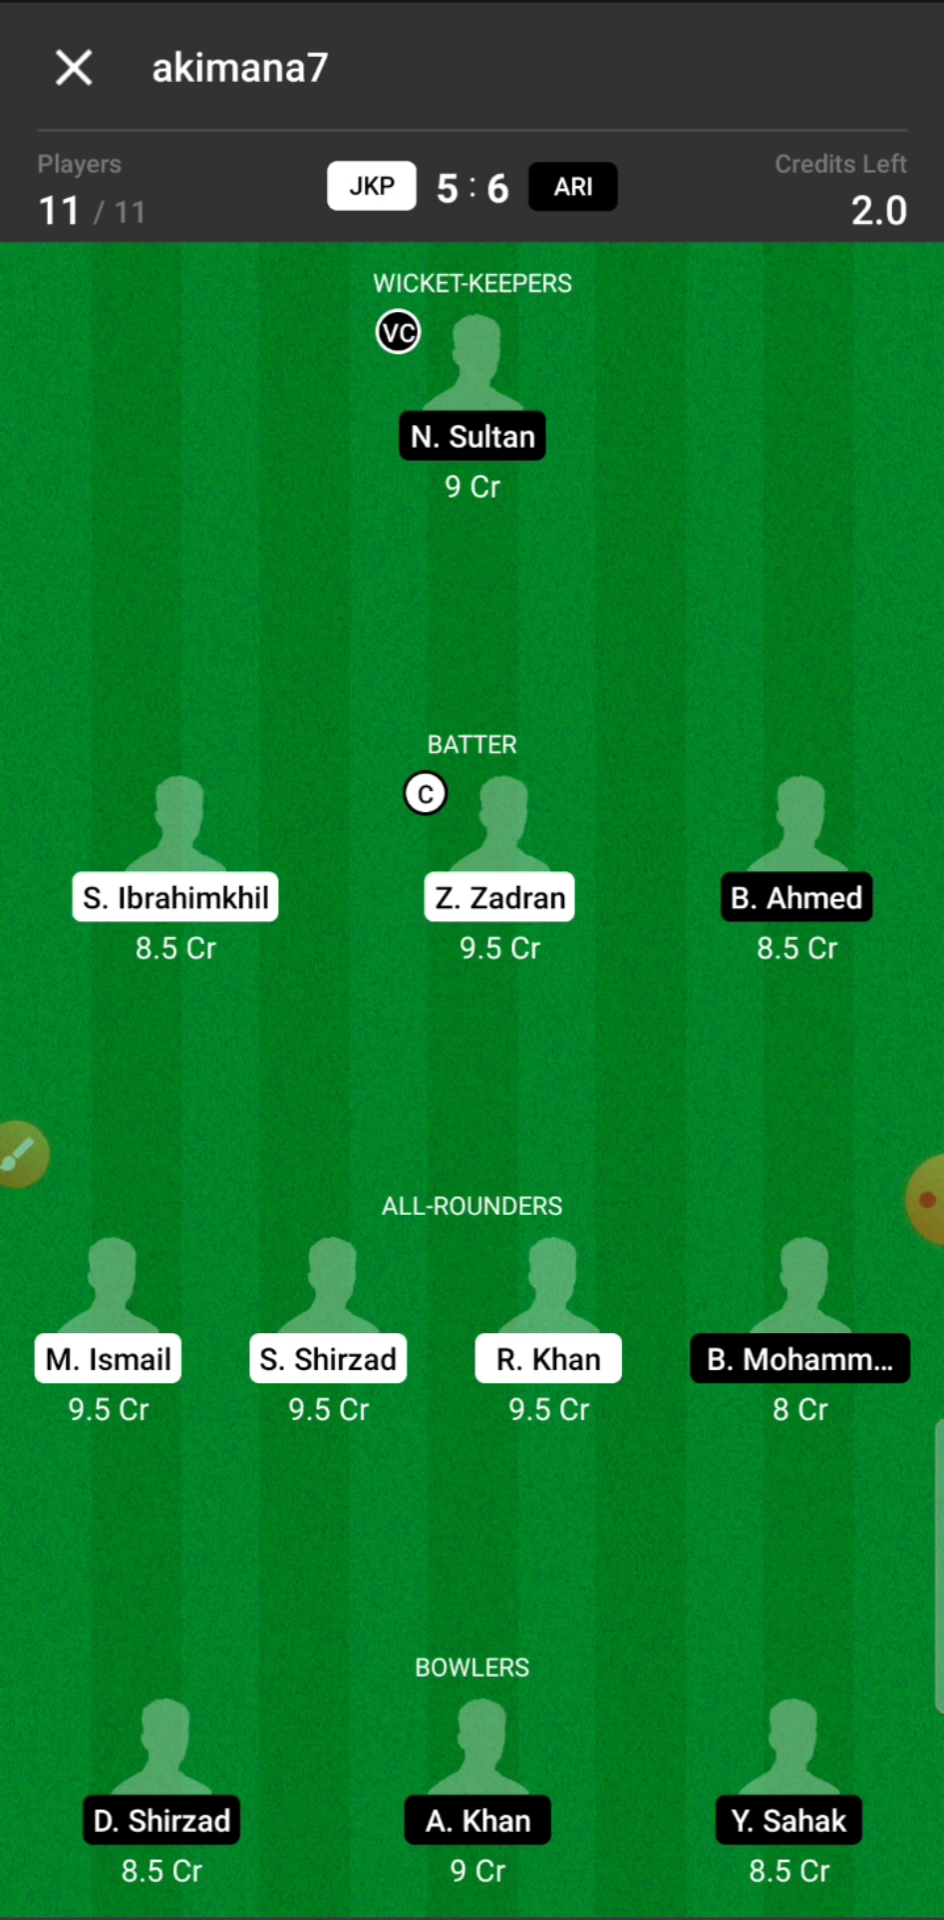 akimana7
Players
11 / 11
JKP 5 : 6 ARI
Credits Left
2.0
WICKET-KEEPERS
VC
N. Sultan
9 Cr
BATTER
C
S. Ibrahimkhil Z. Zadran B. Ahmed
8.5 Cr 9.5 Cr 8.5 Cr
ALL-ROUNDERS
M. Ismail S. Shirzad R. Khan B. Mohamm...
9.5 Cr 9.5 Cr 9.5 Cr 8 Cr
BOWLERS
D. Shirzad A. Khan Y. Sahak
8.5 Cr 9 Cr 8.5 Cr